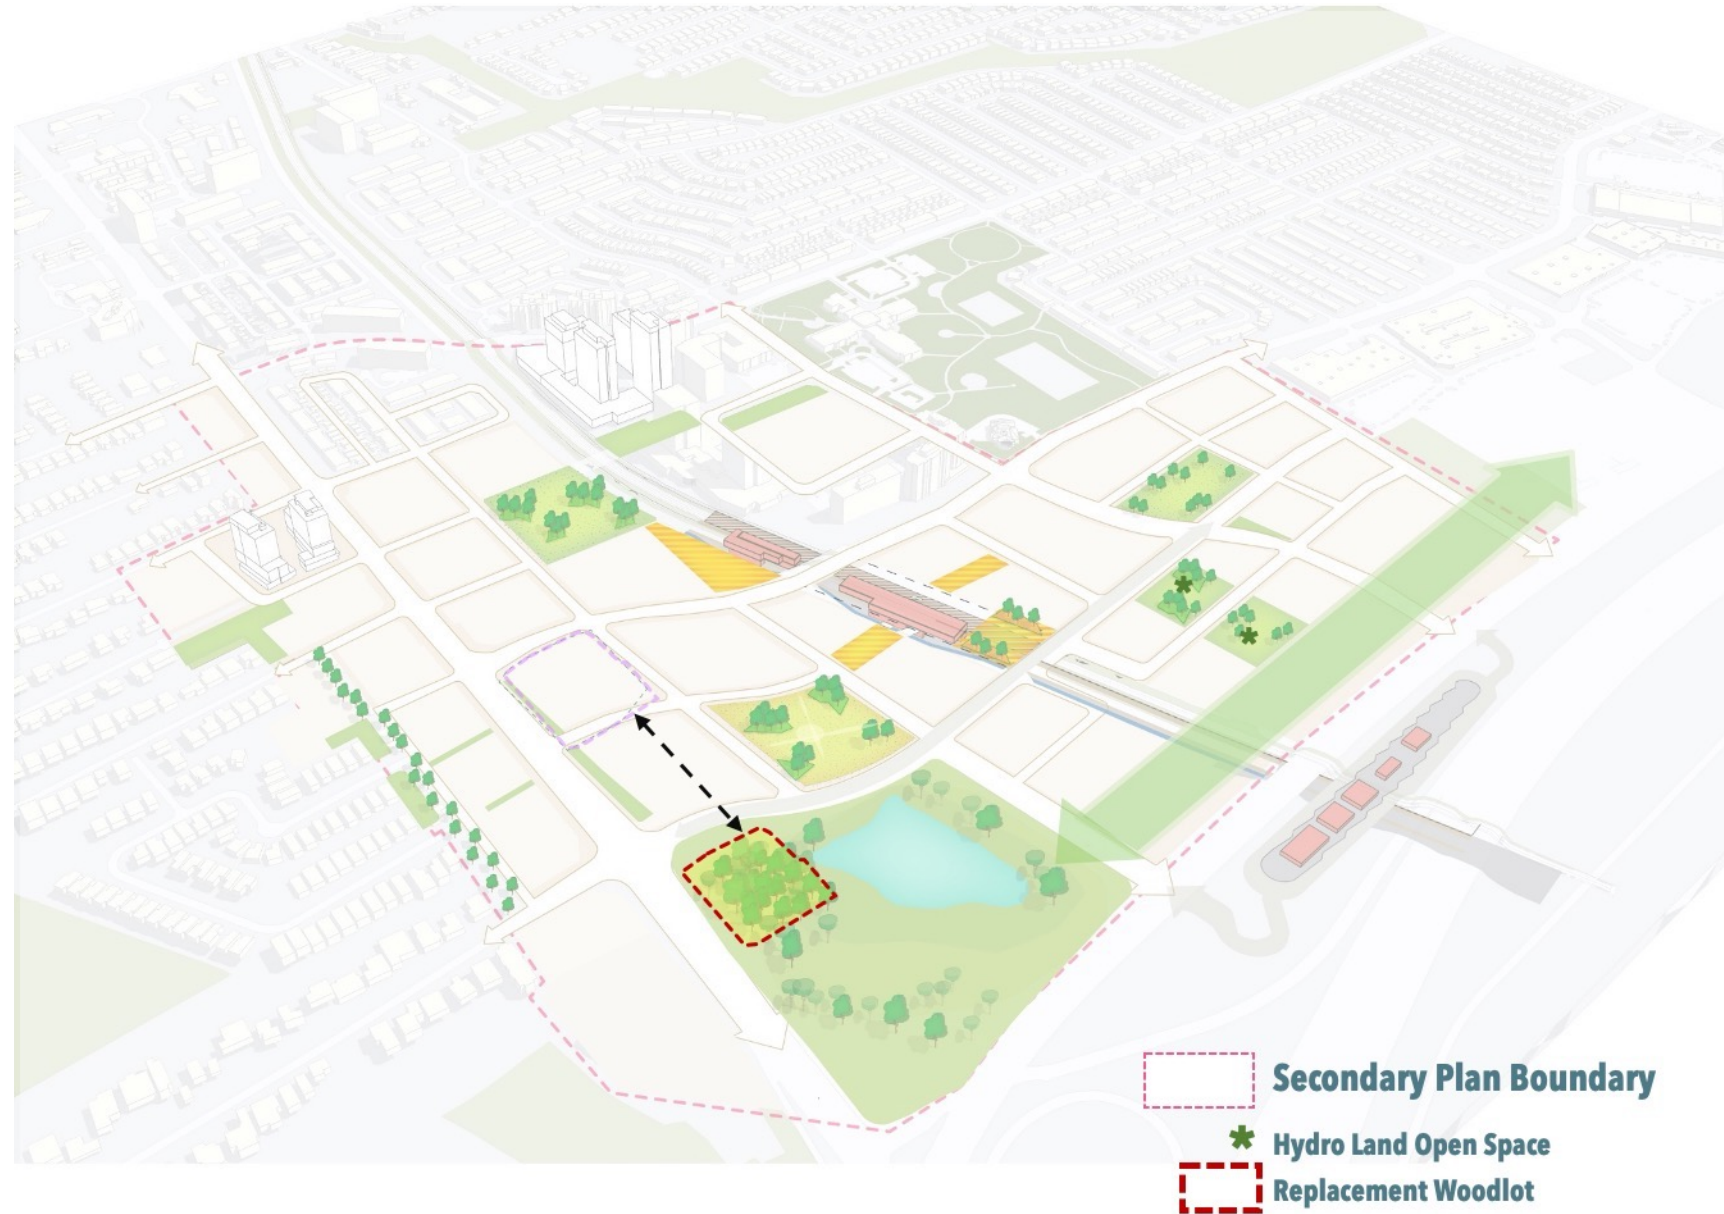 Secondary Plan Boundary
* Hydro Land Open Space
Replacement Woodlot